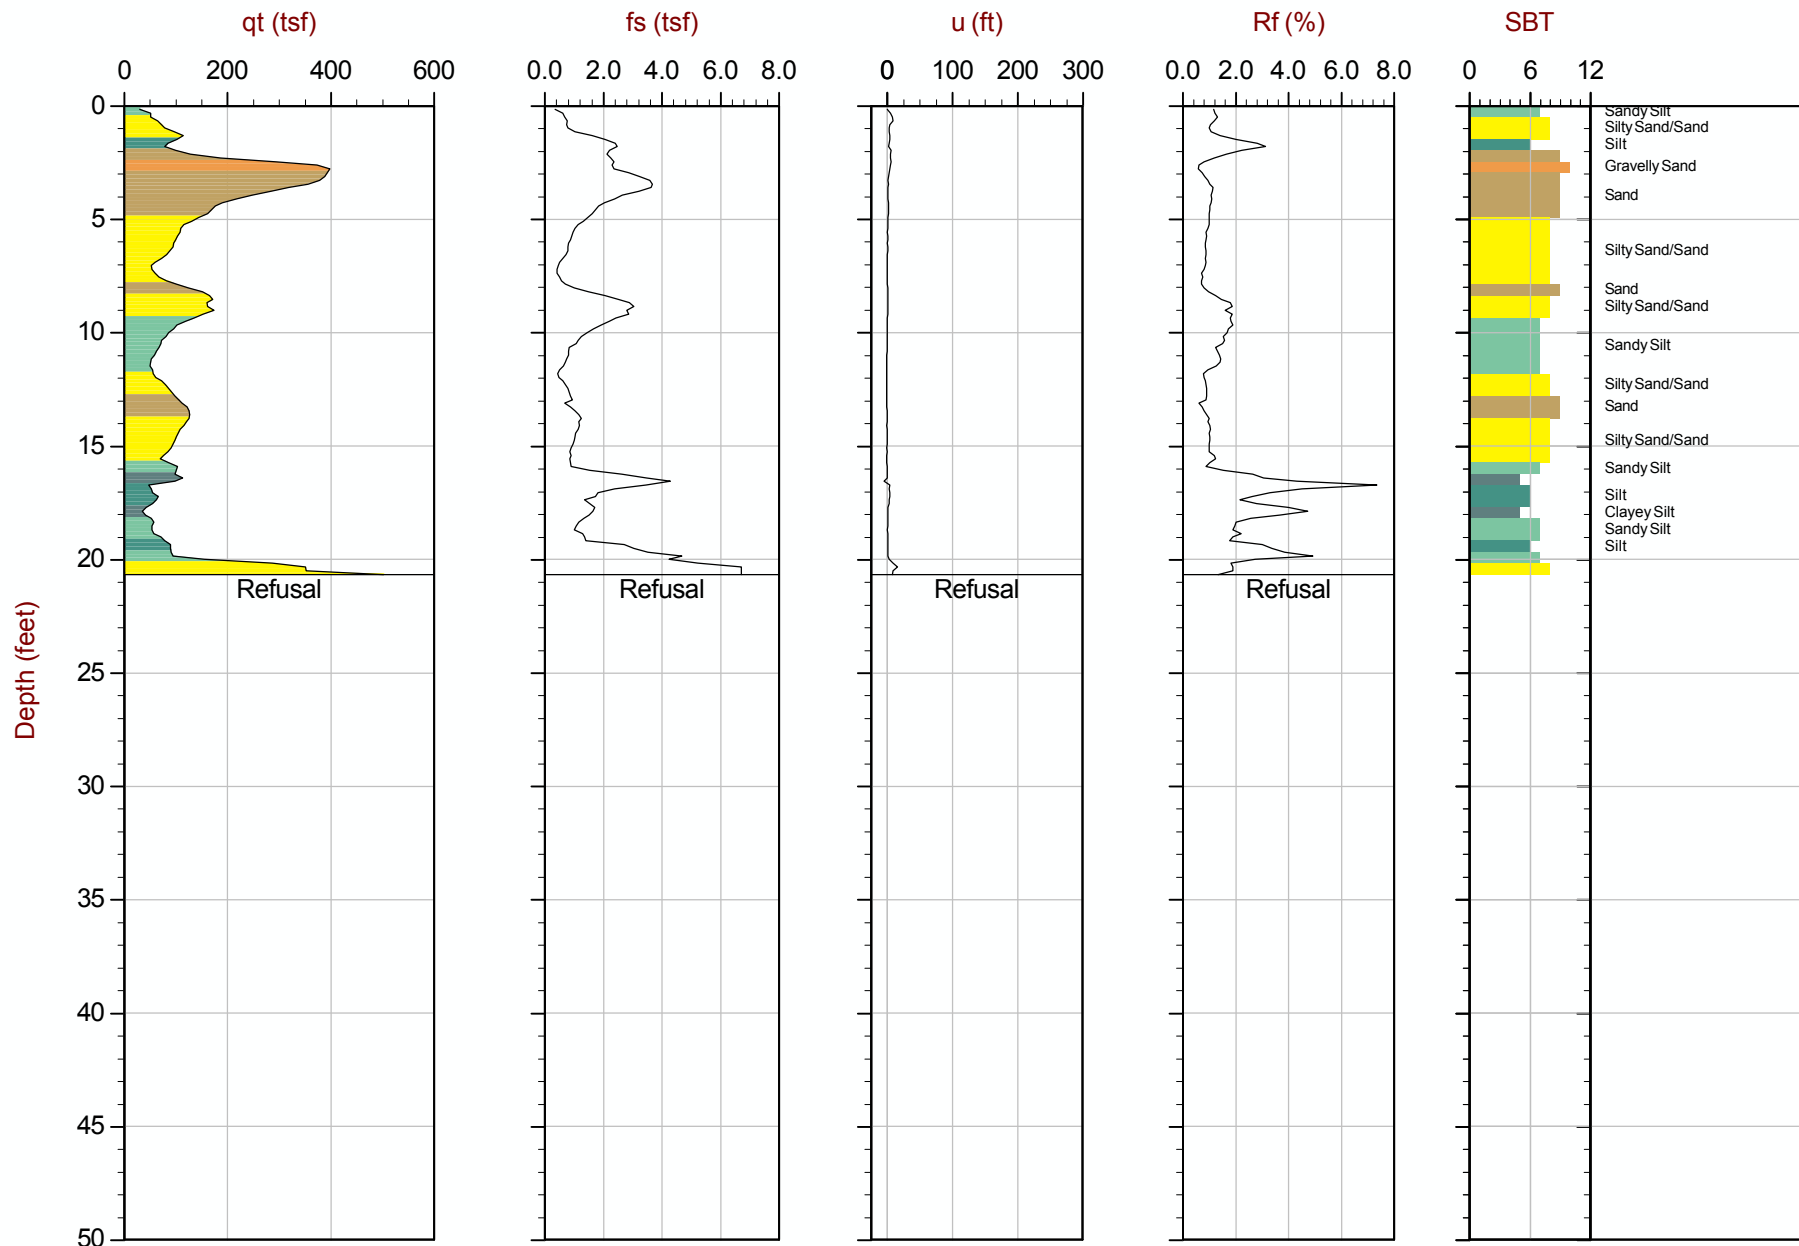 qt (tsf)
fs (tsf)
u (ft)
Rf (%)
SBT
0 200 400 600
0.0 2.0 4.0 6.0 8.0
0 100 200 300
0.0 2.0 4.0 6.0 8.0
0 6 12
0
5
10
15
20
25
30
35
40
45
50
Depth (feet)
Sandy Silt
Silty Sand/Sand
Silt
Gravelly Sand
Sand
Silty Sand/Sand
Sand
Silty Sand/Sand
Sandy Silt
Silty Sand/Sand
Sand
Silty Sand/Sand
Sandy Silt
Silt
Clayey Silt
Sandy Silt
Silt
Refusal
Refusal
Refusal
Refusal